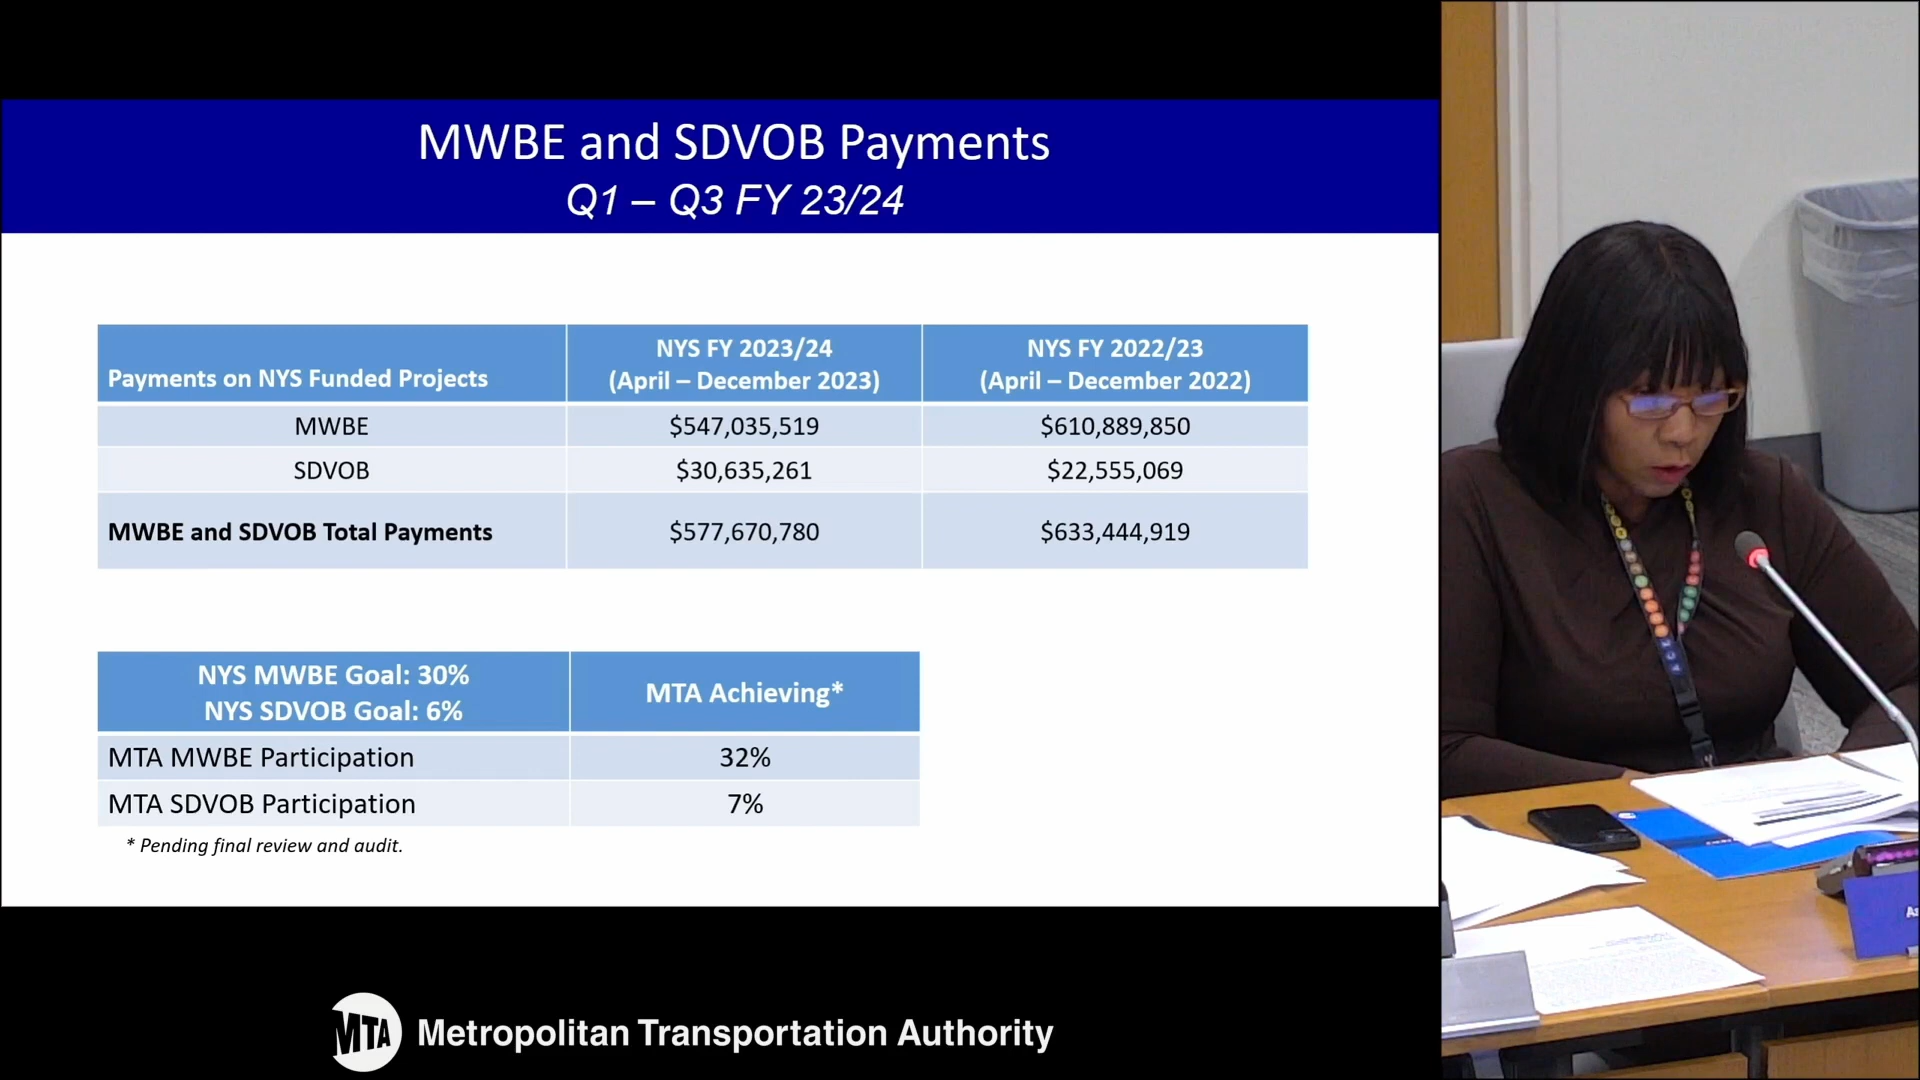 MWBE and SDVOB Payments
Q1 – Q3 FY 23/24
Payments on NYS Funded Projects
NYS FY 2023/24
(April – December 2023)
NYS FY 2022/23
(April – December 2022)
MWBE $547,035,519 $610,889,850
SDVOB $30,635,261 $22,555,069
MWBE and SDVOB Total Payments $577,670,780 $633,444,919
NYS MWBE Goal: 30%
NYS SDVOB Goal: 6%
MTA Achieving*
MTA MWBE Participation 32%
MTA SDVOB Participation 7%
* Pending final review and audit.
MTA Metropolitan Transportation Authority